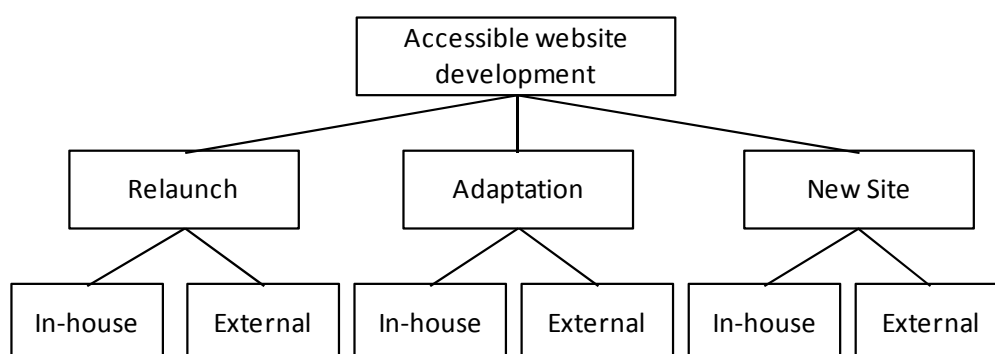 Accessible website
development
Relaunch
Adaptation
New Site
In-house
External
In-house
External
In-house
External